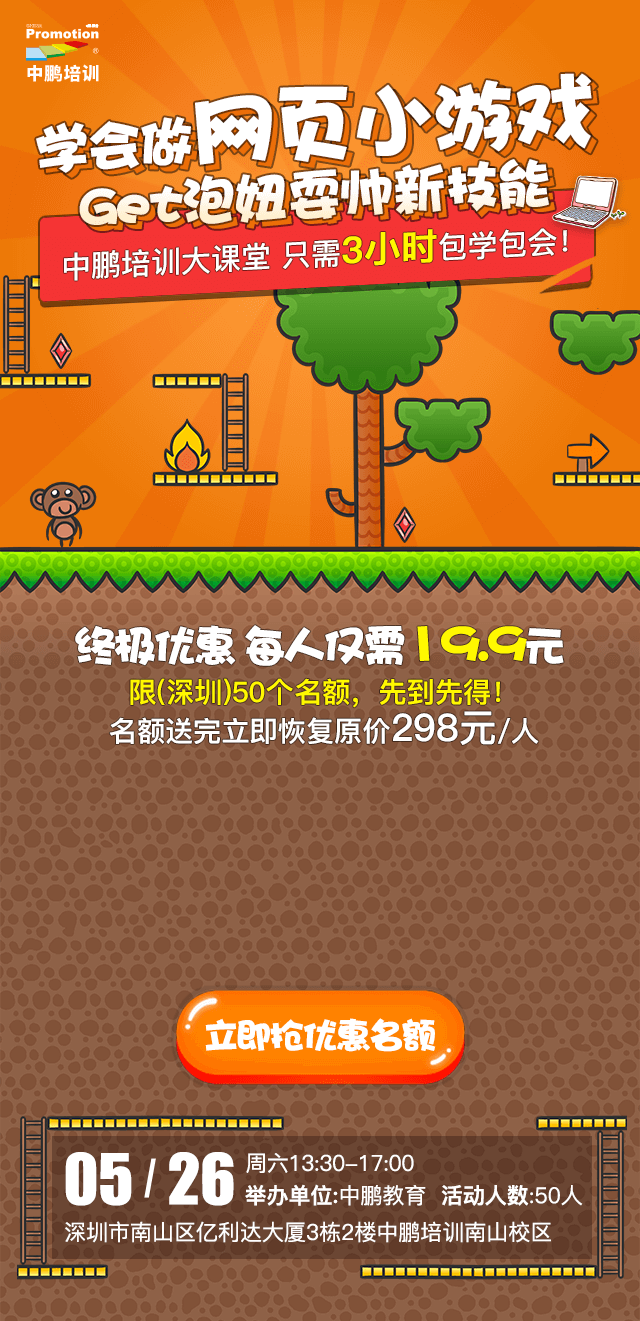 Promotion
®
中鹏培训
学会做网页小游戏
Get泡妞耍帅新技能
中鹏培训大课堂 只需3小时包学包会！
终极优惠 每人仅需19.9元
限(深圳)50个名额，先到先得！
名额送完立即恢复原价298元/人
立即抢优惠名额
05 / 26
周六13:30-17:00
举办单位:中鹏教育 活动人数:50人
深圳市南山区亿利达大厦3栋2楼中鹏培训南山校区